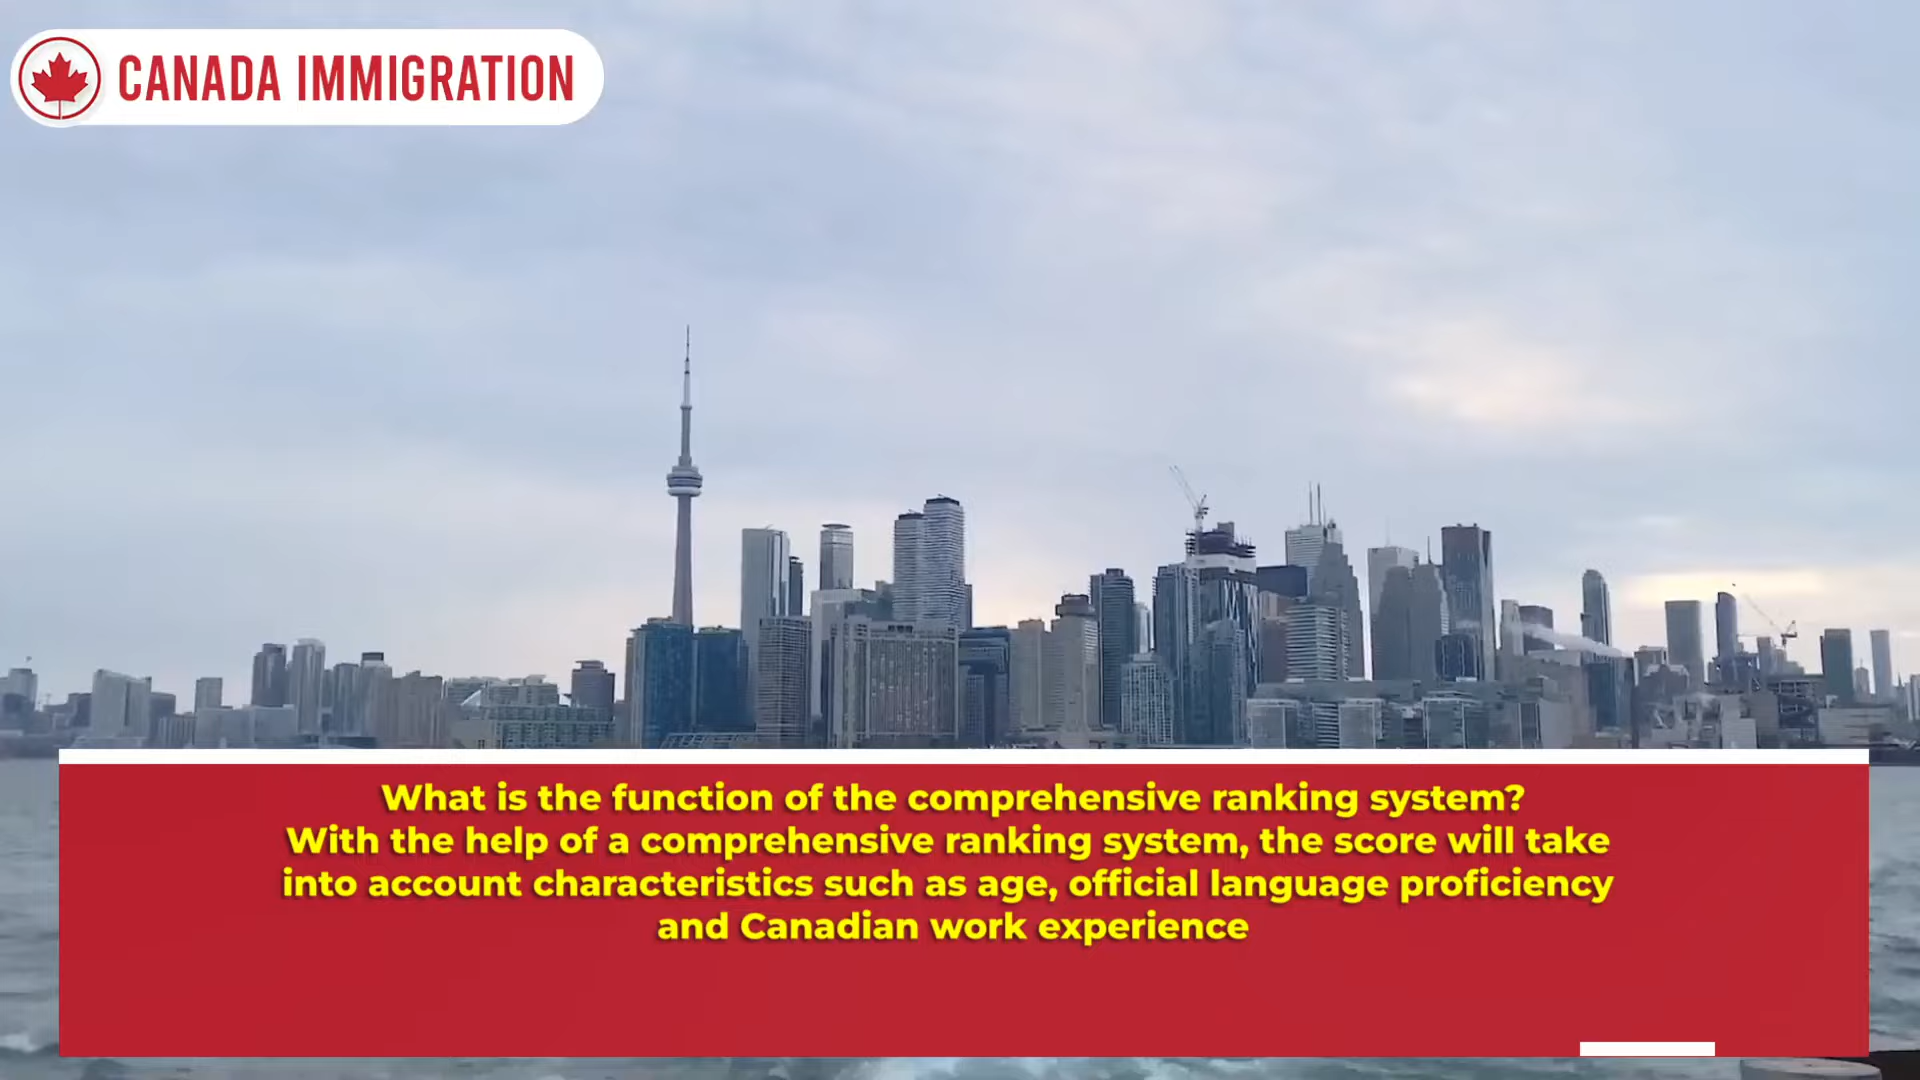 CANADA IMMIGRATION
What is the function of the comprehensive ranking system?
With the help of a comprehensive ranking system, the score will take
into account characteristics such as age, official language proficiency
and Canadian work experience